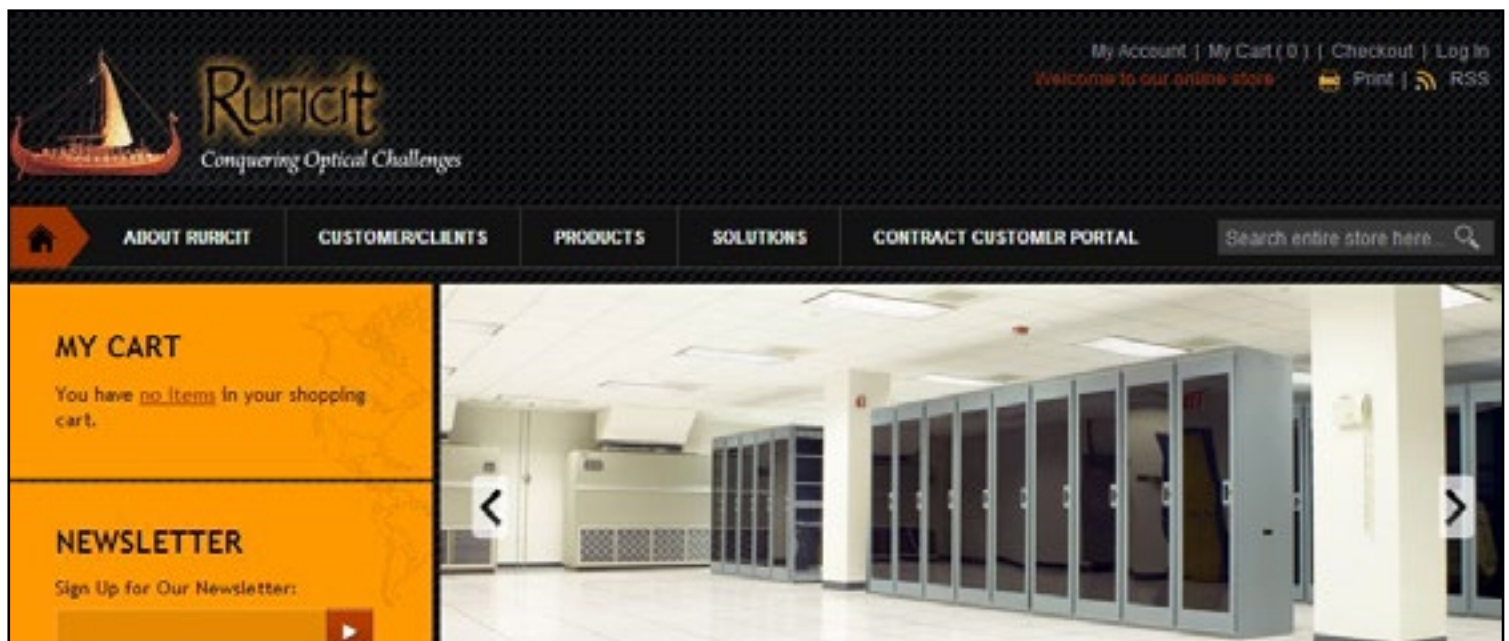 My Account | My Cart ( 0 ) | Checkout | Log In
Welcome to our online store Print | RSS
Ruricit
Conquering Optical Challenges
ABOUT RURICIT CUSTOMER/CLIENTS PRODUCTS SOLUTIONS CONTRACT CUSTOMER PORTAL Search entire store here...
MY CART
You have no items in your shopping
cart.
NEWSLETTER
Sign Up for Our Newsletter: